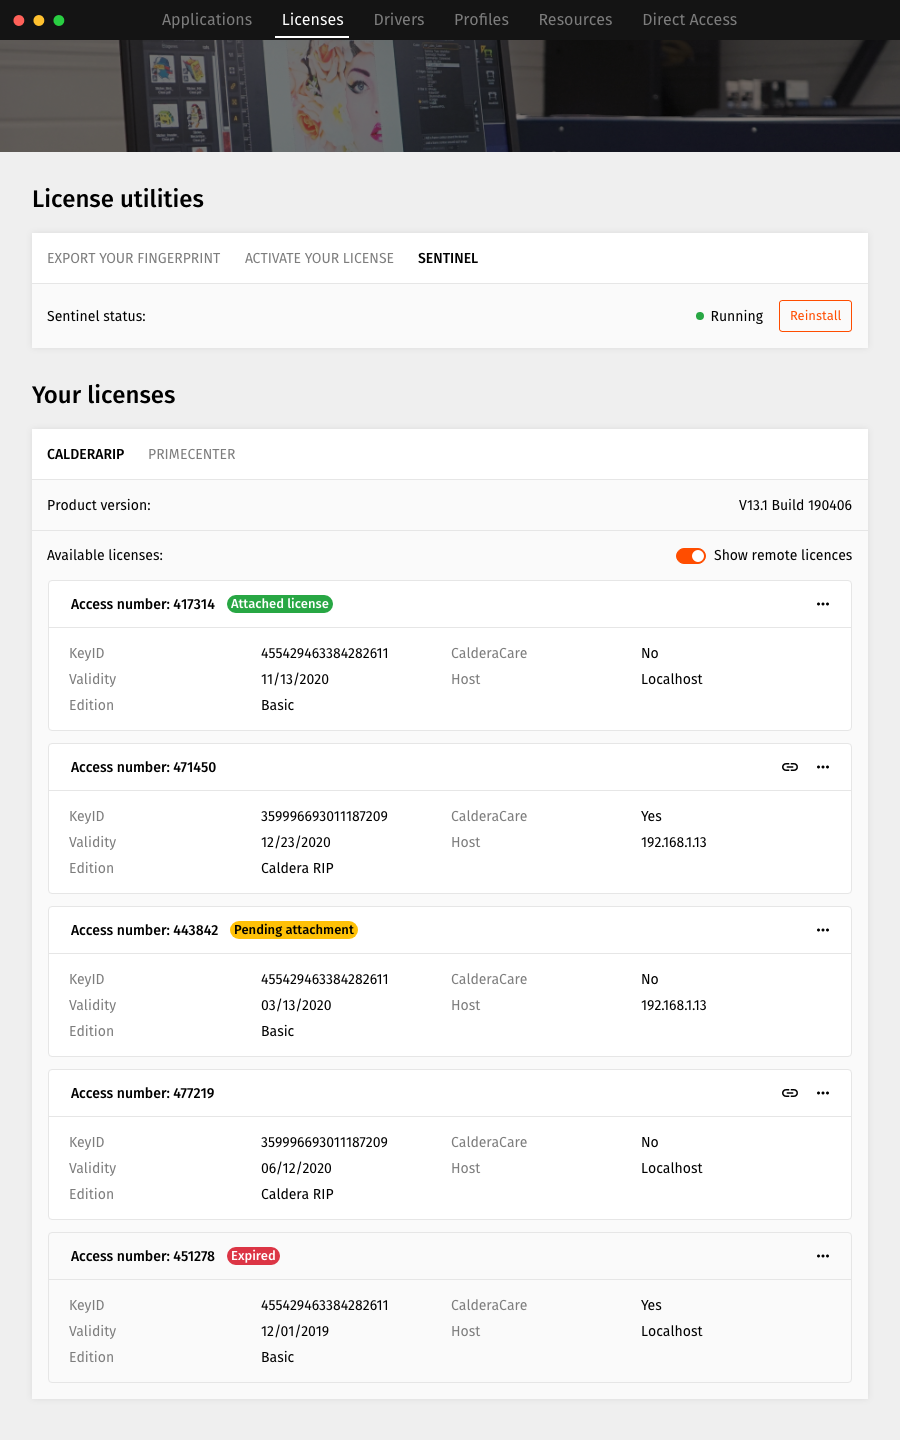 Applications Licenses Drivers Profiles Resources Direct Access
License utilities
EXPORT YOUR FINGERPRINT ACTIVATE YOUR LICENSE SENTINEL
Sentinel status: Running Reinstall
Your licenses
CALDERARIP PRIMECENTER
Product version: V13.1 Build 190406
Available licenses: Show remote licences
Access number: 417314 Attached license
KeyID 455429463384282611 CalderaCare No
Validity 11/13/2020 Host Localhost
Edition Basic
Access number: 471450
KeyID 359996693011187209 CalderaCare Yes
Validity 12/23/2020 Host 192.168.1.13
Edition Caldera RIP
Access number: 443842 Pending attachment
KeyID 455429463384282611 CalderaCare No
Validity 03/13/2020 Host 192.168.1.13
Edition Basic
Access number: 477219
KeyID 359996693011187209 CalderaCare No
Validity 06/12/2020 Host Localhost
Edition Caldera RIP
Access number: 451278 Expired
KeyID 455429463384282611 CalderaCare Yes
Validity 12/01/2019 Host Localhost
Edition Basic